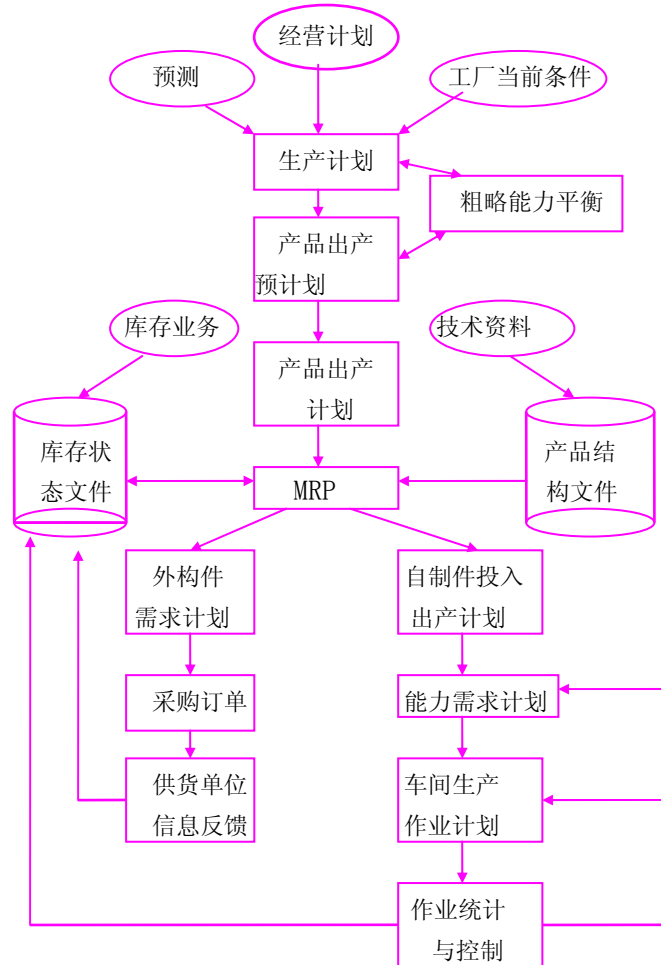 经营计划
预测
工厂当前条件
生产计划
粗略能力平衡
产品出产
预计划
库存业务
技术资料
产品出产
计划
库存状
态文件
产品结
构文件
MRP
外构件
需求计划
自制件投入
出产计划
采购订单
能力需求计划
供货单位
信息反馈
车间生产
作业计划
作业统计
与控制